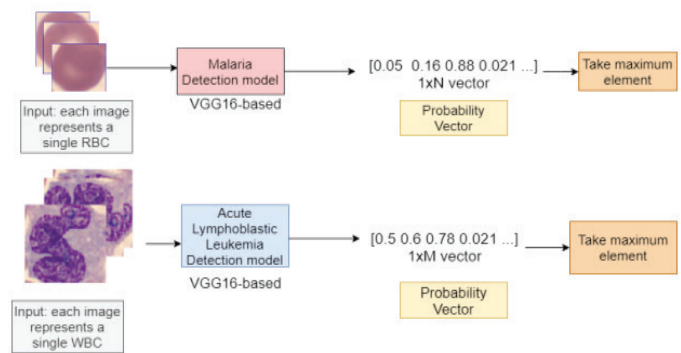 Input: each image
represents a
single RBC
Malaria
Detection model
VGG16-based
[0.05 0.16 0.88 0.021 ...]
1xN vector
Probability
Vector
Take maximum
element
Input: each image
represents a
single WBC
Acute
Lymphoblastic
Leukemia
Detection model
VGG16-based
[0.5 0.6 0.78 0.021 ...]
1xM vector
Probability
Vector
Take maximum
element